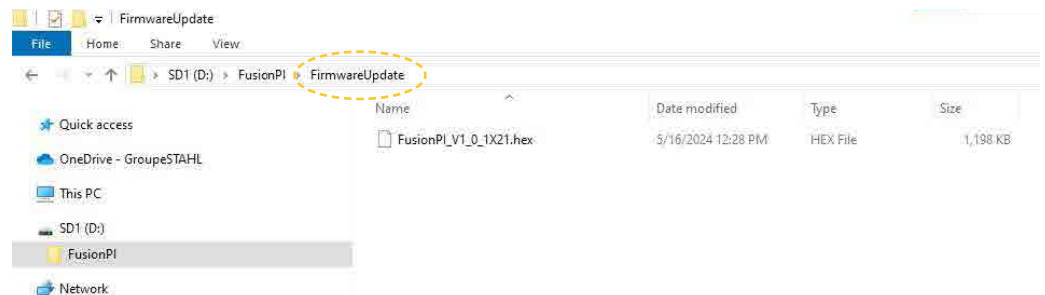 FirmwareUpdate
File Home Share View
SD1 (D:) > FusionPI > FirmwareUpdate
Name Date modified Type Size
FusionPI_V1_0_1X21.hex 5/16/2024 12:28 PM HEX File 1,198 KB
Quick access
OneDrive - GroupeSTAHL
This PC
SD1 (D:)
FusionPI
Network